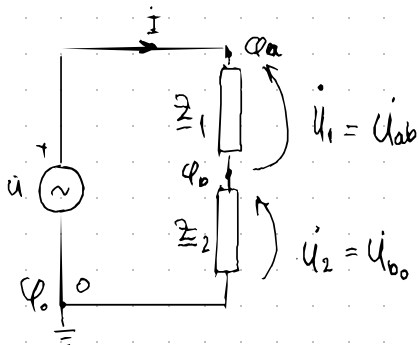 İ
φa
Z₁
U̇₁ = U̇ab
+
φb
u̇
~
Z₂
U̇₂ = U̇b₀
φ₀ 0